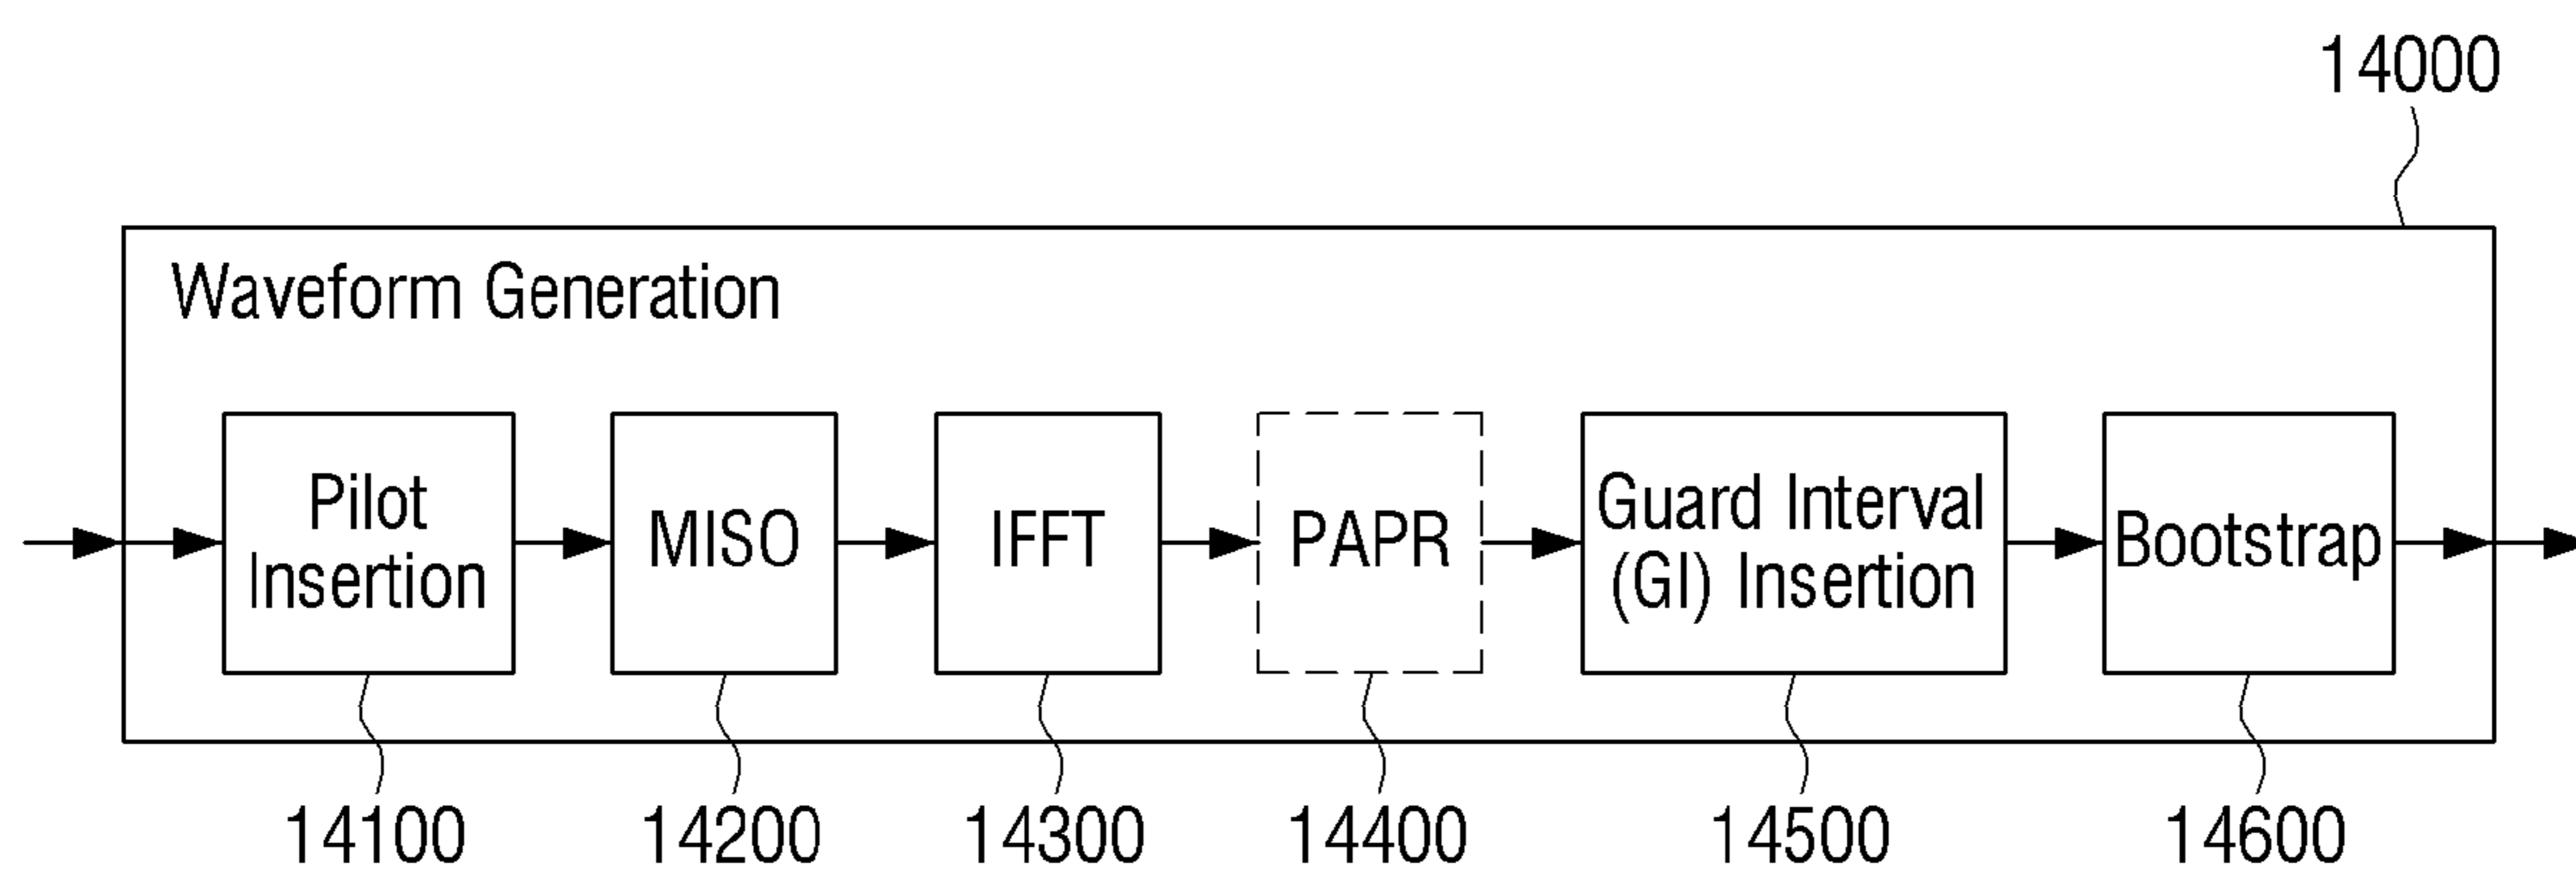 14000
Waveform Generation
Pilot
Insertion
MISO
IFFT
PAPR
Guard Interval
(GI) Insertion
Bootstrap
14100
14200
14300
14400
14500
14600